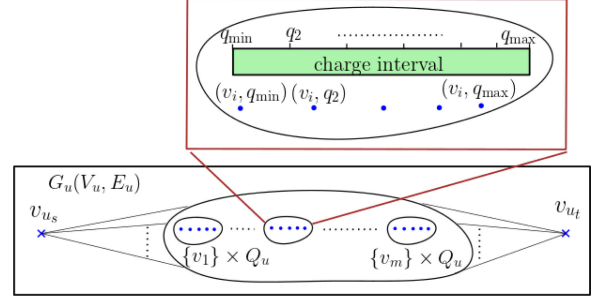 q_min q_2 ........................ q_max
charge interval
(v_i, q_min) (v_i, q_2) (v_i, q_max)
G_u(V_u, E_u)
v_{u_s} v_{u_t}
{v_1} × Q_u {v_m} × Q_u